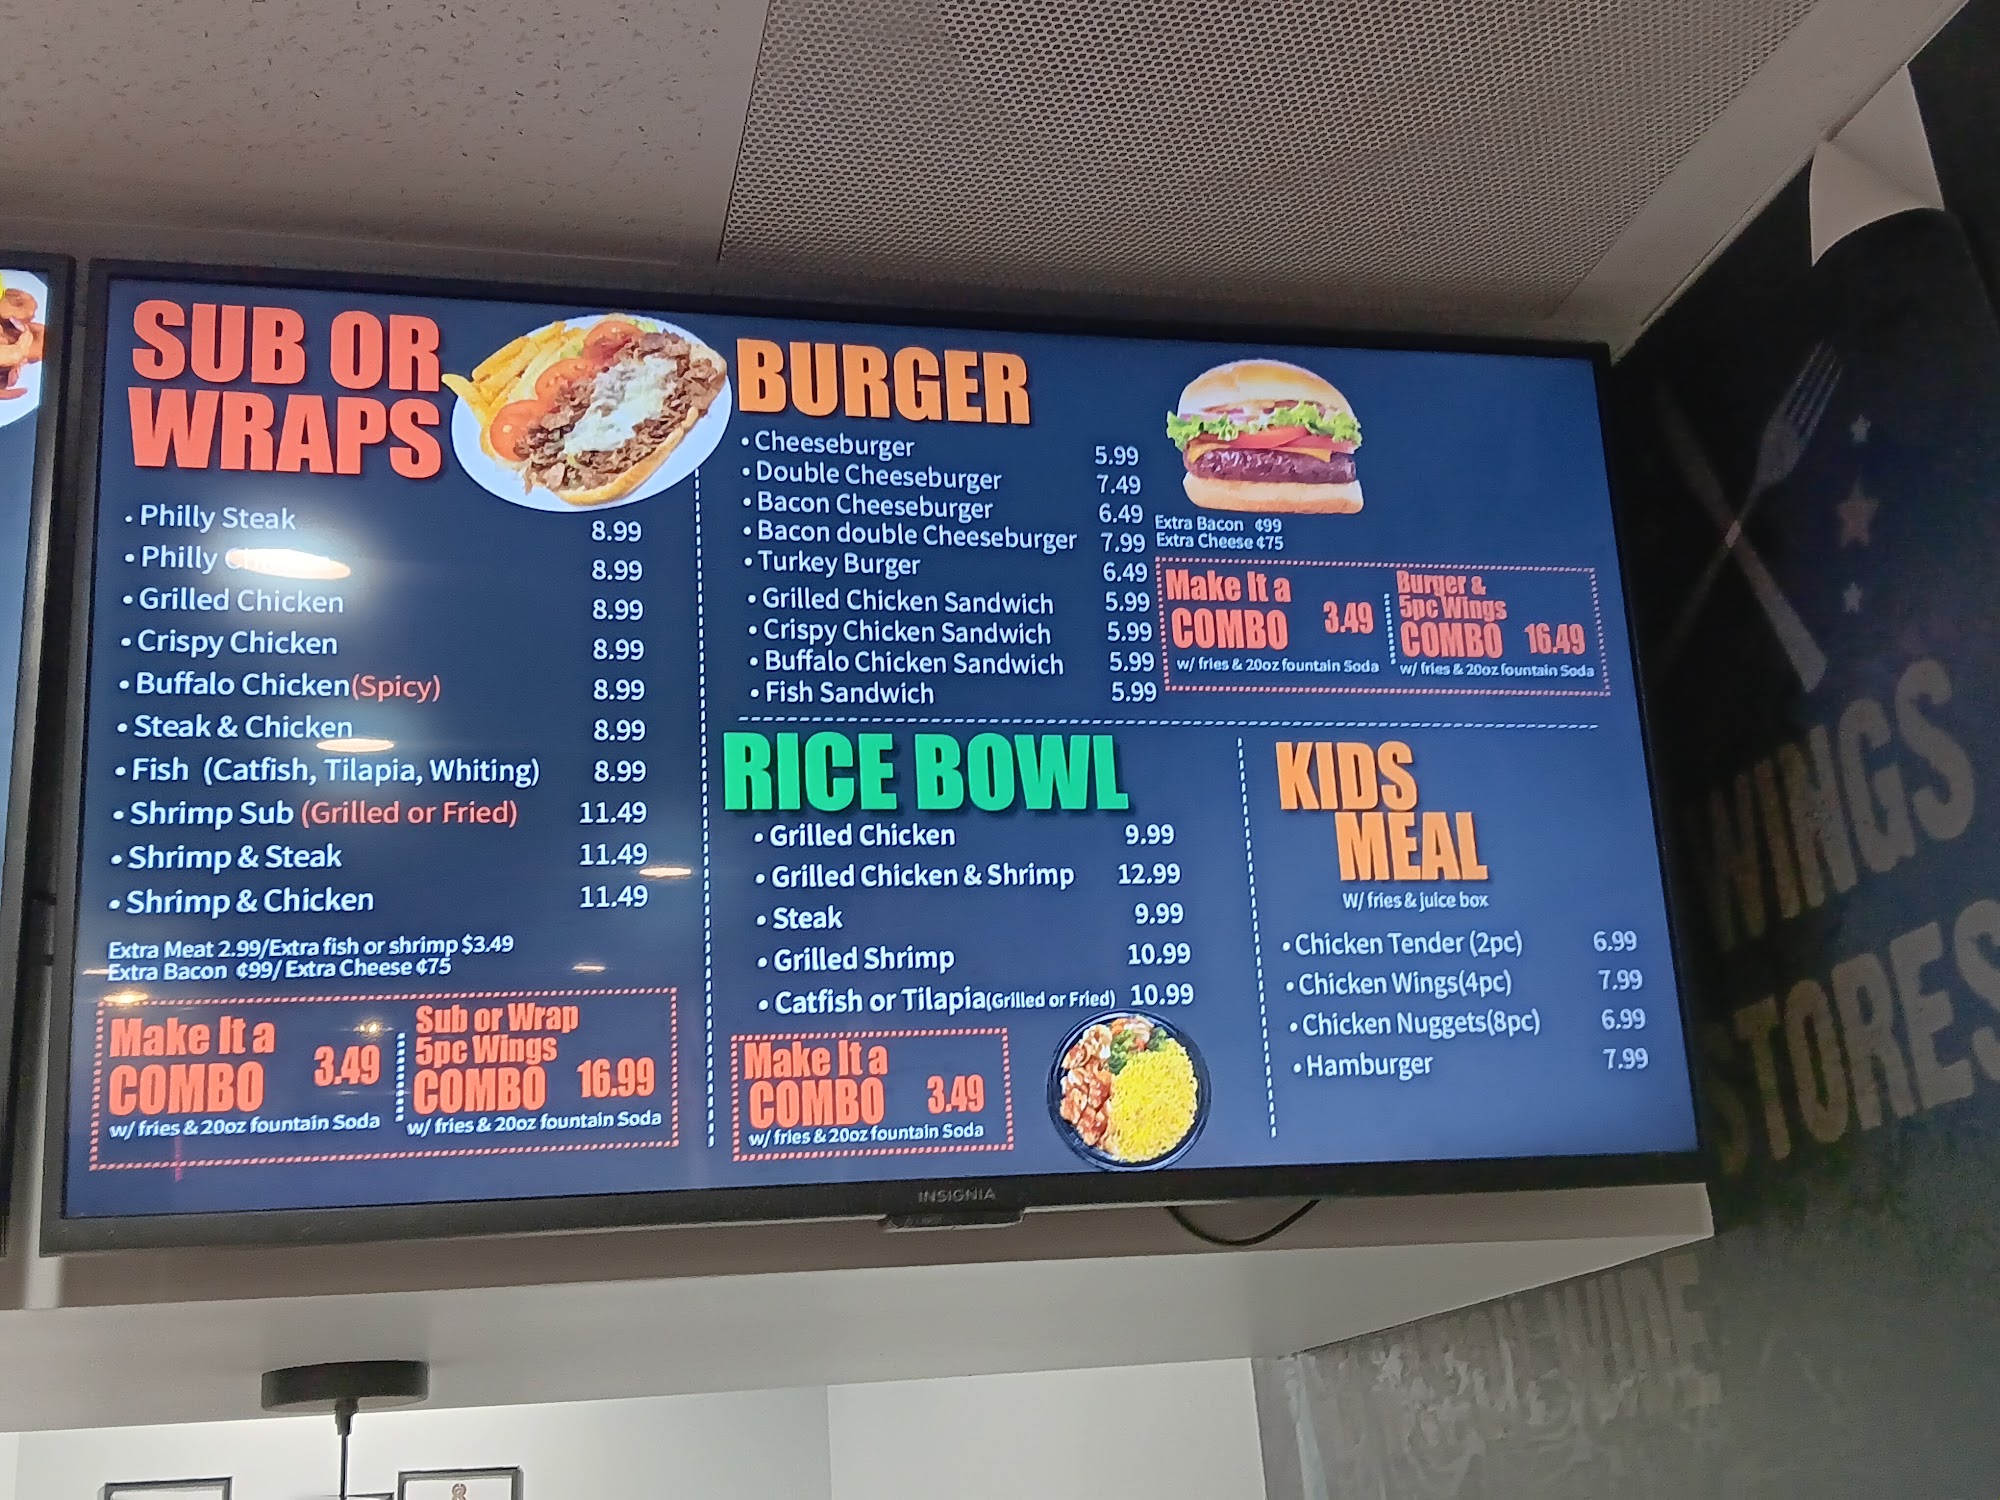 SUB OR
WRAPS
• Philly Steak 8.99
• Philly 8.99
• Grilled Chicken 8.99
• Crispy Chicken 8.99
• Buffalo Chicken(Spicy) 8.99
• Steak & Chicken 8.99
• Fish (Catfish, Tilapia, Whiting) 8.99
• Shrimp Sub (Grilled or Fried) 11.49
• Shrimp & Steak 11.49
• Shrimp & Chicken 11.49
Extra Meat 2.99/Extra fish or shrimp $3.49
Extra Bacon ¢99/ Extra Cheese ¢75
Make It a
COMBO 3.49
w/ fries & 20oz fountain Soda
Sub or Wrap
5pc Wings
COMBO 16.99
w/ fries & 20oz fountain Soda
BURGER
• Cheeseburger 5.99
• Double Cheeseburger 7.49
• Bacon Cheeseburger 6.49
• Bacon double Cheeseburger 7.99
• Turkey Burger 6.49
• Grilled Chicken Sandwich 5.99
• Crispy Chicken Sandwich 5.99
• Buffalo Chicken Sandwich 5.99
• Fish Sandwich 5.99
Extra Bacon ¢99
Extra Cheese ¢75
Make It a
COMBO 3.49
w/ fries & 20oz fountain Soda
Burger &
5pc Wings
COMBO 16.49
w/ fries & 20oz fountain Soda
RICE BOWL
• Grilled Chicken 9.99
• Grilled Chicken & Shrimp 12.99
• Steak 9.99
• Grilled Shrimp 10.99
• Catfish or Tilapia(Grilled or Fried) 10.99
Make It a
COMBO 3.49
w/ fries & 20oz fountain Soda
KIDS
MEAL
W/ fries & juice box
• Chicken Tender (2pc) 6.99
• Chicken Wings(4pc) 7.99
• Chicken Nuggets(8pc) 6.99
• Hamburger 7.99
INSIGNIA
WINGS
STORES